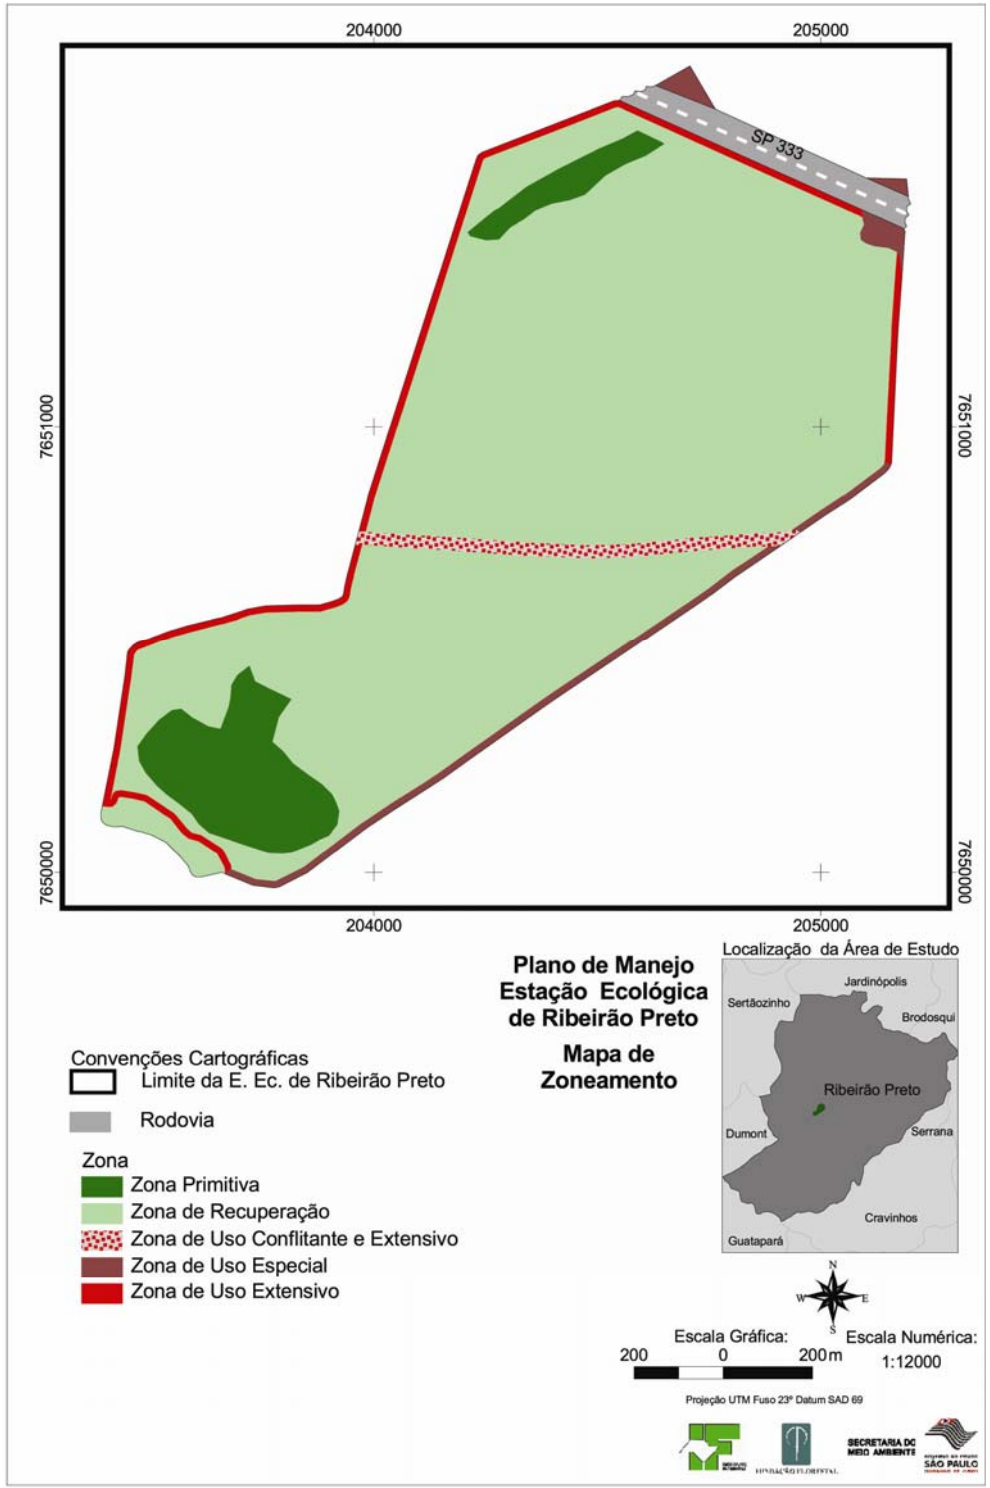 204000
205000
SP 333
7651000
7651000
7650000
7650000
204000
205000
Plano de Manejo
Estação Ecológica
de Ribeirão Preto
Mapa de
Zoneamento
Localização da Área de Estudo
Jardinópolis
Sertãozinho
Brodosqui
Ribeirão Preto
Dumont
Serrana
Cravinhos
Guatapará
Convenções Cartográficas
Limite da E. Ec. de Ribeirão Preto
Rodovia
Zona
Zona Primitiva
Zona de Recuperação
Zona de Uso Conflitante e Extensivo
Zona de Uso Especial
Zona de Uso Extensivo
N
W E
S
Escala Gráfica:
200 0 200m
Escala Numérica:
1:12000
Projeção UTM Fuso 23º Datum SAD 69
IF
FUNDAÇÃO FLORESTAL
SECRETARIA DO
MEIO AMBIENTE
SÃO PAULO